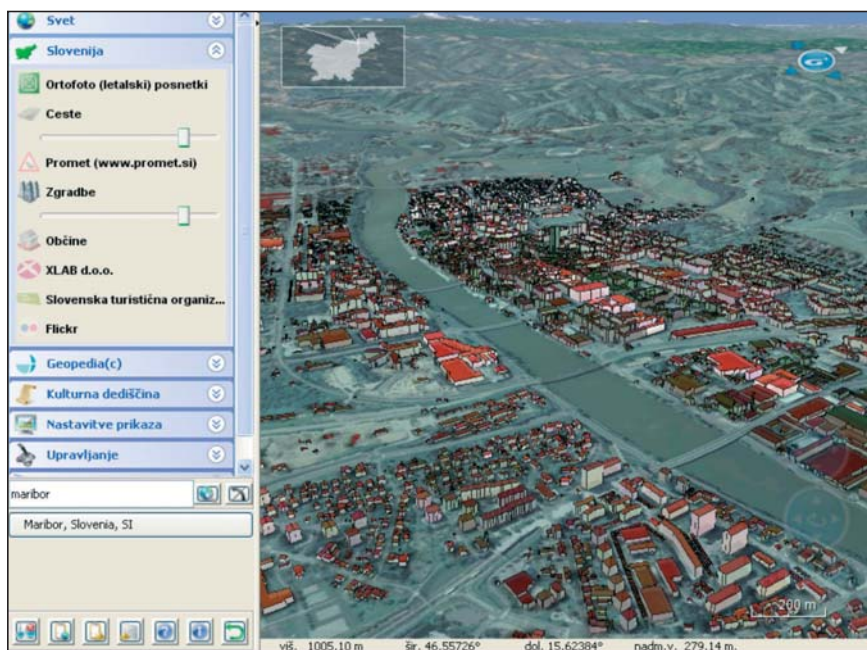 Svet
Slovenija
Ortofoto (letalski) posnetki
Ceste
Promet (www.promet.si)
Zgradbe
Občine
XLAB d.o.o.
Slovenska turistična organiz...
Flickr
Geopedia(c)
Kulturna dediščina
Nastavitve prikaza
Upravljanje
maribor
Maribor, Slovenia, SI
200 m
viš. 1005.10 m šir. 46.55726° dol. 15.62384° nadm.v. 279.14 m.